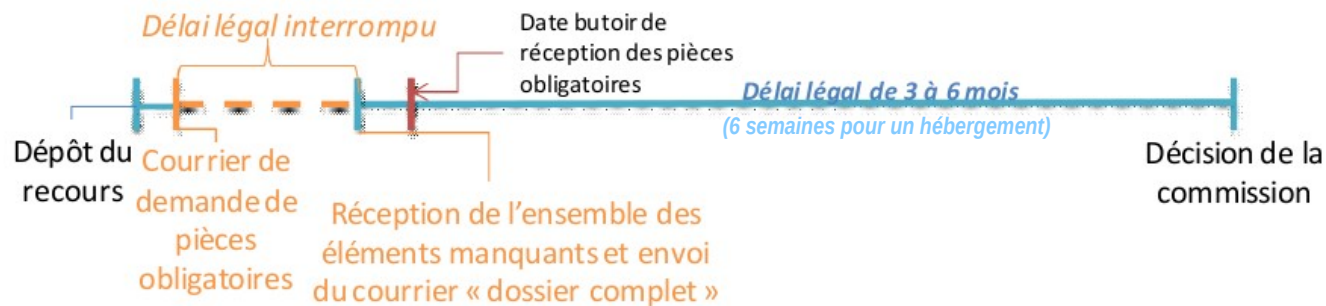 Délai légal interrompu
Date butoir de
réception des pièces
obligatoires
Délai légal de 3 à 6 mois
(6 semaines pour un hébergement)
Dépôt du
recours
Courrier de
demande de
pièces
obligatoires
Réception de l’ensemble des
éléments manquants et envoi
du courrier « dossier complet »
Décision de la
commission